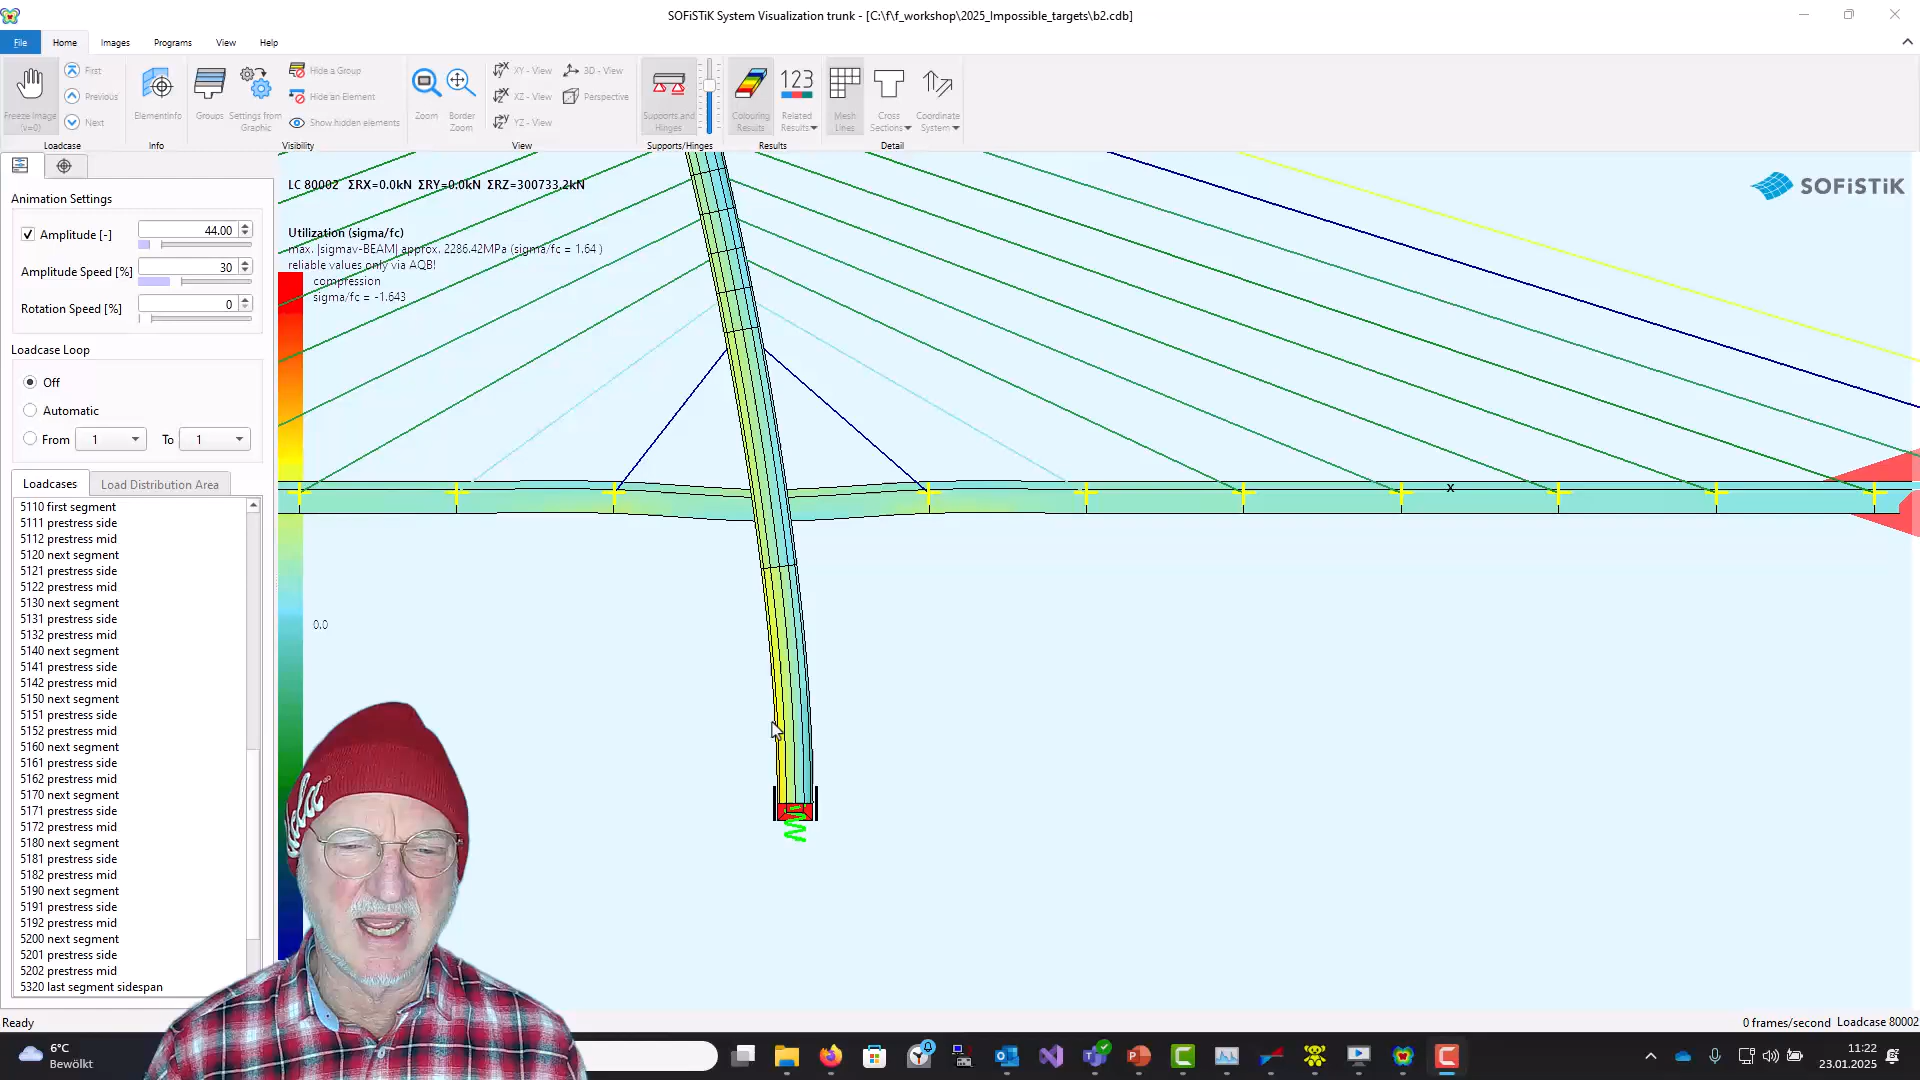 SOFiSTiK System Visualization trunk - [C:\f\f_workshop\2025_Impossible_targets\b2.cdb]
File Home Images Programs View Help
Freeze Image (v=0)
First
Previous
Next
Loadcase
ElementInfo
Info
Groups
Settings from Graphic
Hide a Group
Hide an Element
Show hidden elements
Visibility
Zoom
Border Zoom
XY - View
XZ - View
YZ - View
3D - View
Perspective
View
Supports and Hinges
Supports/Hinges
Colouring Results
123
Related Results
Results
Mesh Lines
Cross Sections
Coordinate System
Detail
Animation Settings
Amplitude [-] 44.00
Amplitude Speed [%] 30
Rotation Speed [%] 0
Loadcase Loop
Off
Automatic
From 1 To 1
Loadcases Load Distribution Area
5110 first segment
5111 prestress side
5112 prestress mid
5120 next segment
5121 prestress side
5122 prestress mid
5130 next segment
5131 prestress side
5132 prestress mid
5140 next segment
5141 prestress side
5142 prestress mid
5150 next segment
5151 prestress side
5152 prestress mid
5160 next segment
5161 prestress side
5162 prestress mid
5170 next segment
5171 prestress side
5172 prestress mid
5180 next segment
5181 prestress side
5182 prestress mid
5190 next segment
5191 prestress side
5192 prestress mid
5200 next segment
5201 prestress side
5202 prestress mid
5320 last segment sidespan
LC 80002 ΣRX=0.0kN ΣRY=0.0kN ΣRZ=300733.2kN
Utilization (sigma/fc)
max. |sigmav-BEAM| approx. 2286.42MPa (sigma/fc = 1.64 )
reliable values only via AQB!
compression
sigma/fc = -1.643
0.0
x
SOFiSTiK
Ready
0 frames/second Loadcase 80002
6°C
Bewölkt
11:22
23.01.2025